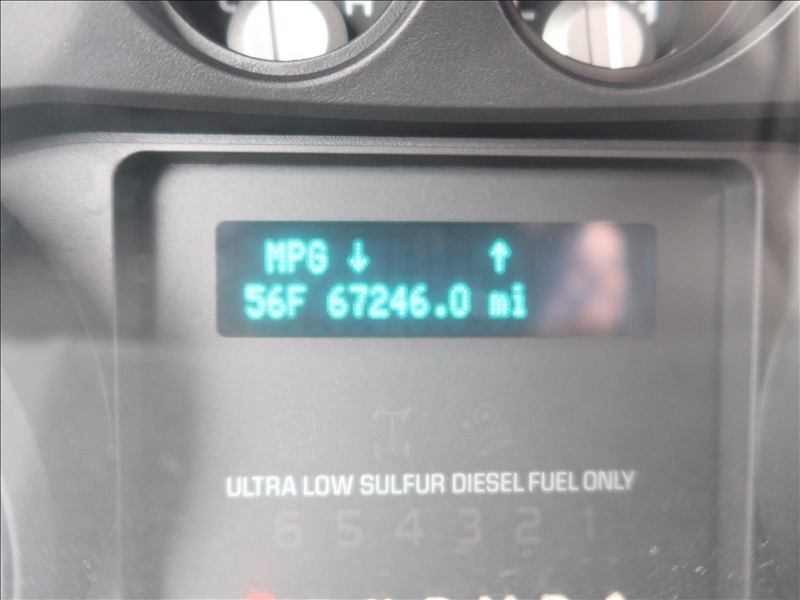 MPG ↓ ↑
56F 67246.0 mi
ULTRA LOW SULFUR DIESEL FUEL ONLY
6 5 4 3 2 1